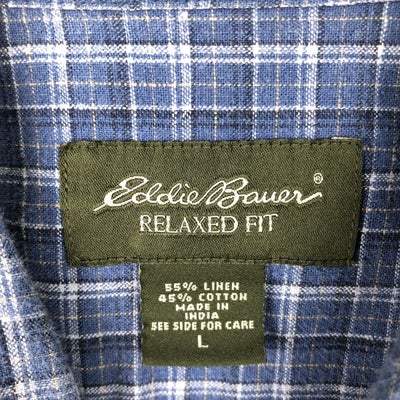 Eddie Bauer®
RELAXED FIT
55% LINEN
45% COTTON
MADE IN
INDIA
SEE SIDE FOR CARE
L